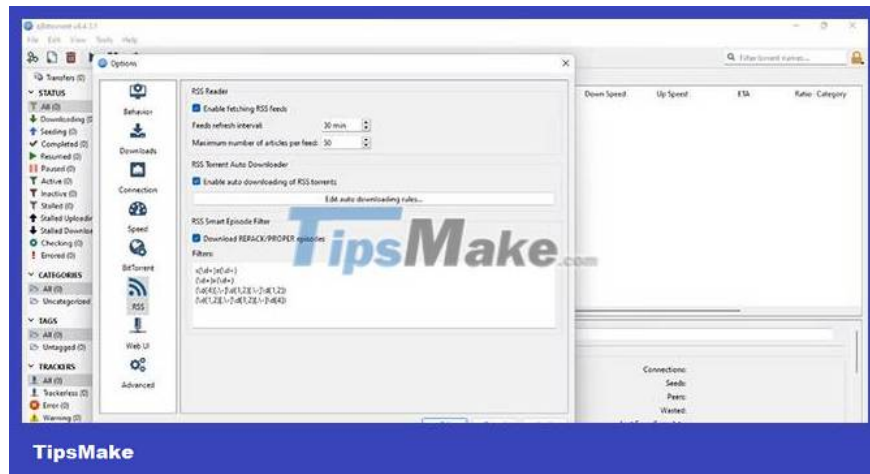 qBittorrent v4.4.3.1
File Edit View Tools Help
Filter torrent names...
Transfers (0)
STATUS
All (0)
Downloading (0
Seeding (0)
Completed (0)
Resumed (0)
Paused (0)
Active (0)
Inactive (0)
Stalled (0)
Stalled Uploadin
Stalled Downloa
Checking (0)
Errored (0)
CATEGORIES
All (0)
Uncategorized
TAGS
All (0)
Untagged (0)
TRACKERS
All (0)
Trackerless (0)
Error (0)
Warning (0)
Options
Behavior
Downloads
Connection
Speed
BitTorrent
RSS
Web UI
Advanced
RSS Reader
Enable fetching RSS feeds
Feeds refresh interval: 30 min
Maximum number of articles per feed: 50
RSS Torrent Auto Downloader
Enable auto downloading of RSS torrents
Edit auto downloading rules...
RSS Smart Episode Filter
Download REPACK/PROPER episodes
Filters:
Down Speed Up Speed ETA Ratio Category
Connections:
Seeds:
Peers:
Wasted:
TipsMake.com
TipsMake